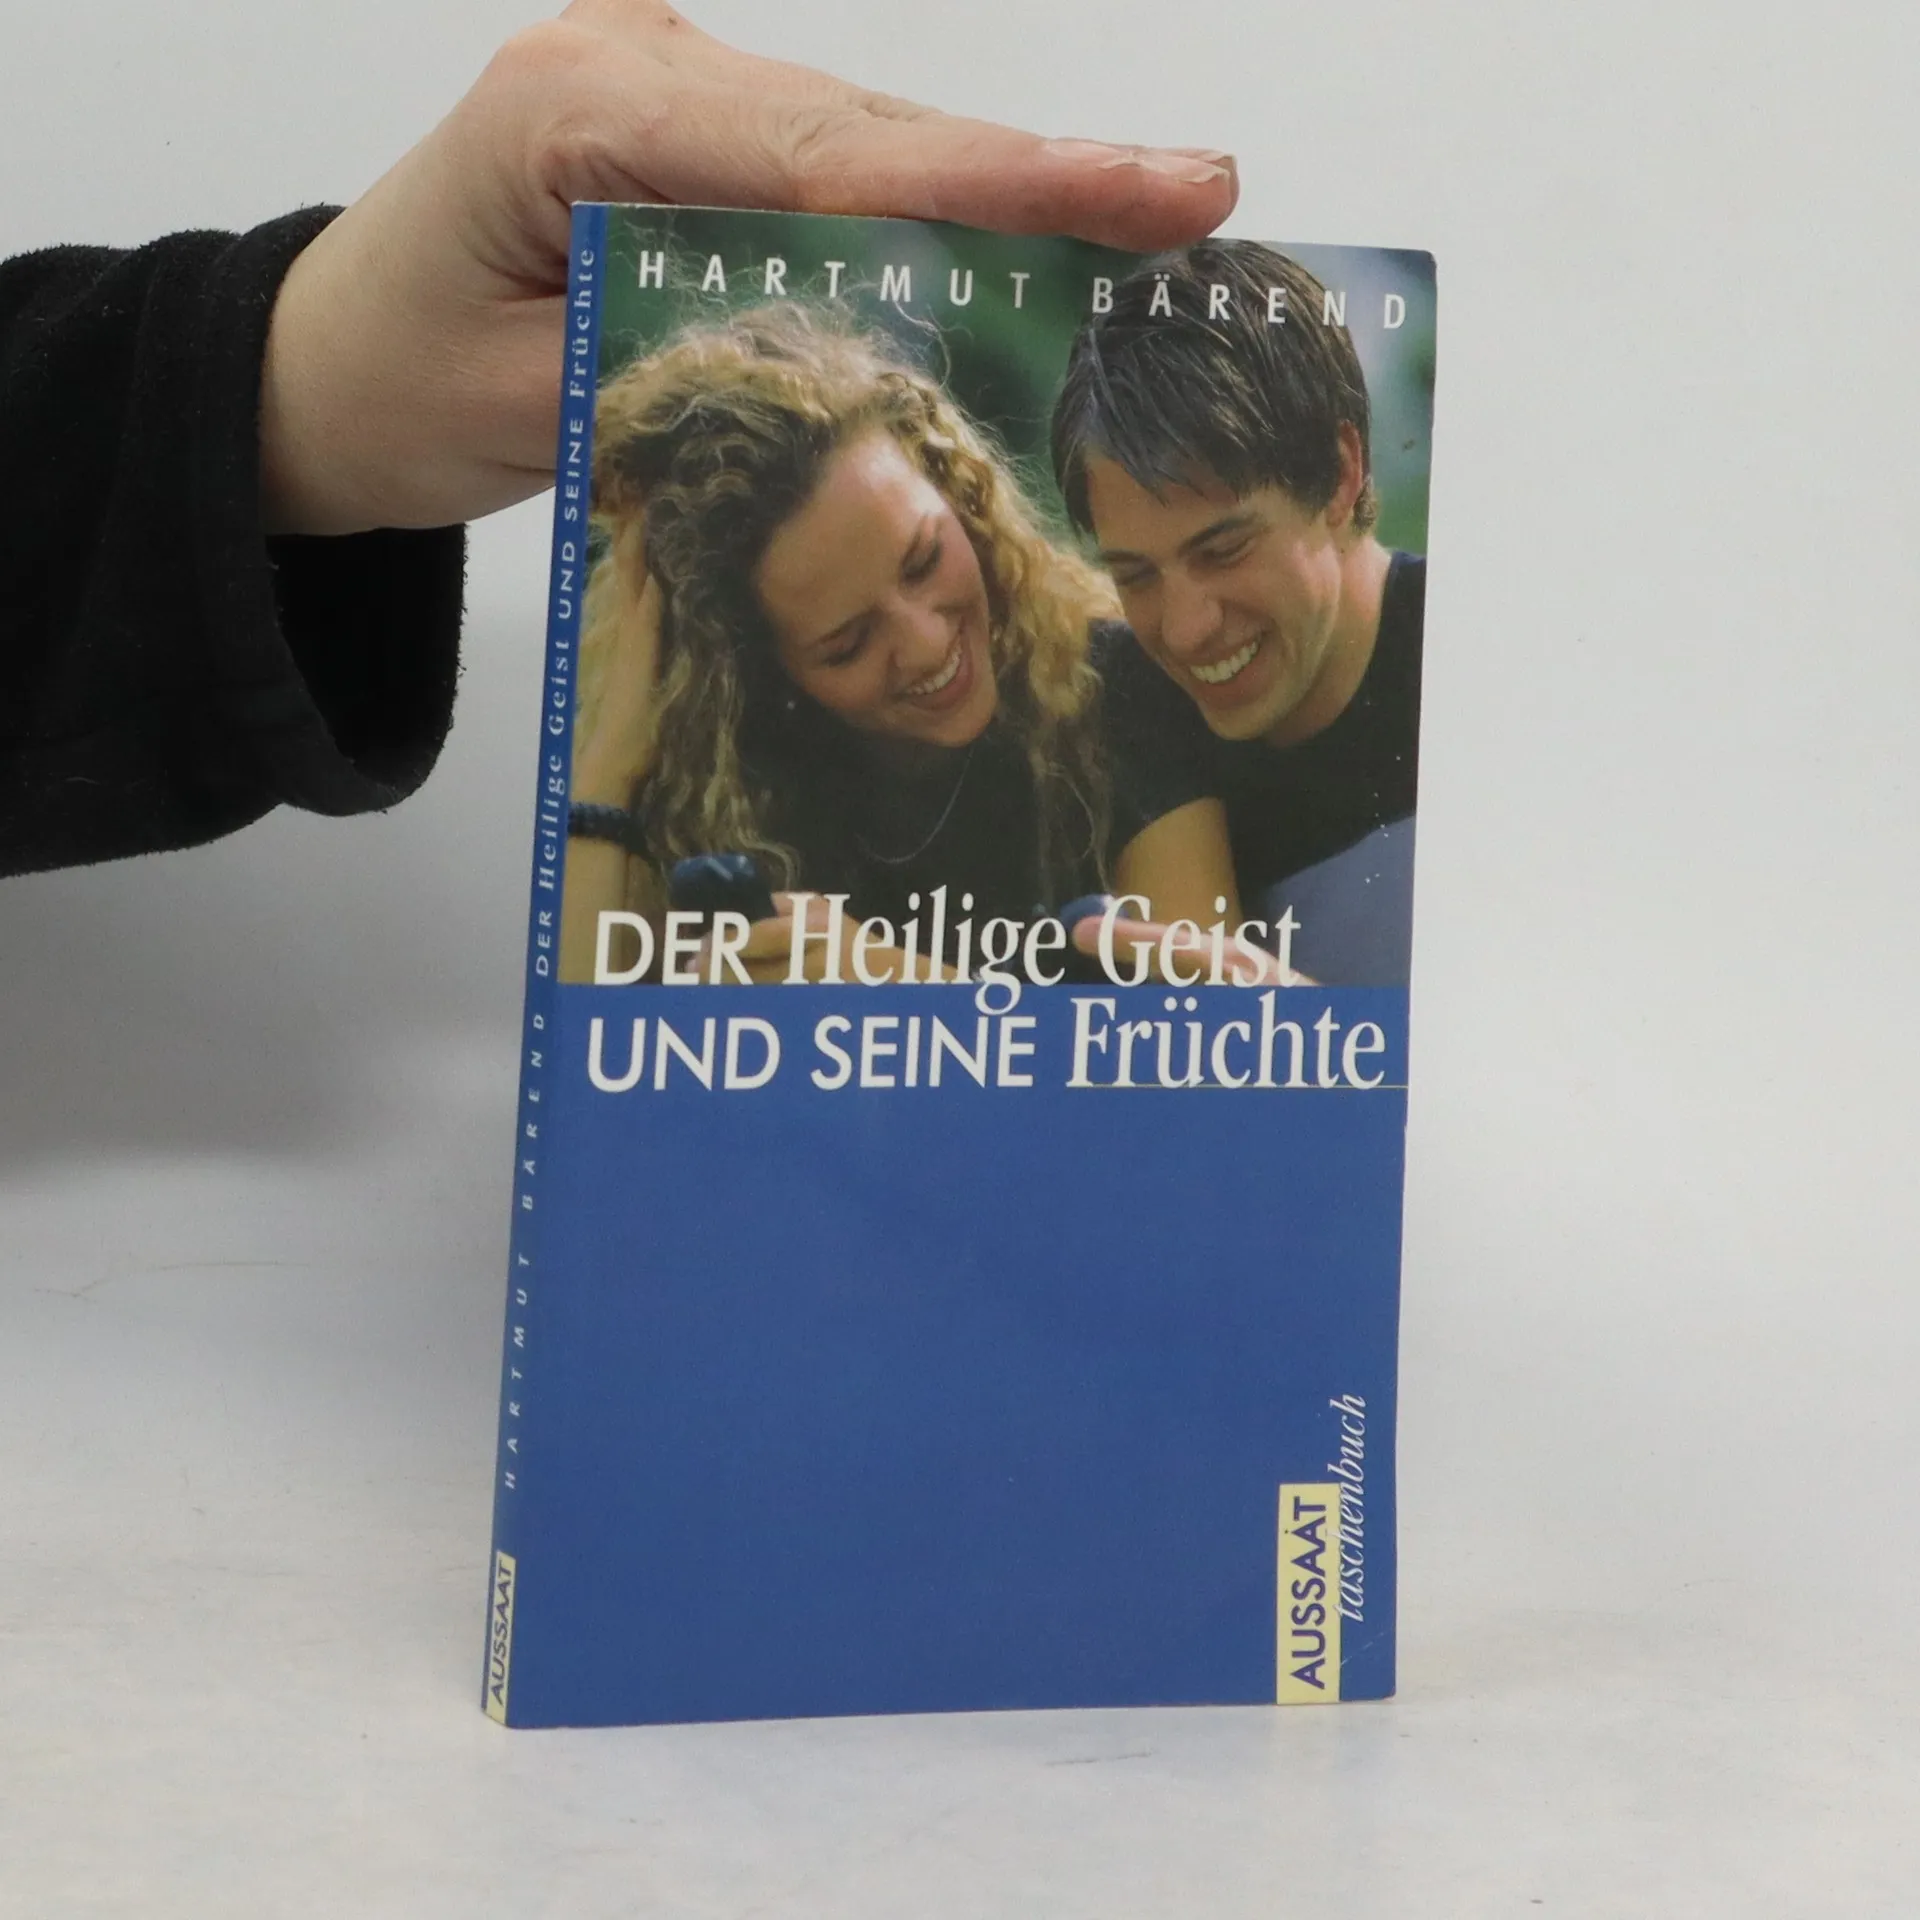 HARTMUT BÄREND
DER Heilige Geist
UND SEINE Früchte
AUSSAAT
taschenbuch
HARTMUT BÄREND DER Heilige Geist UND SEINE Früchte
AUSSAAT